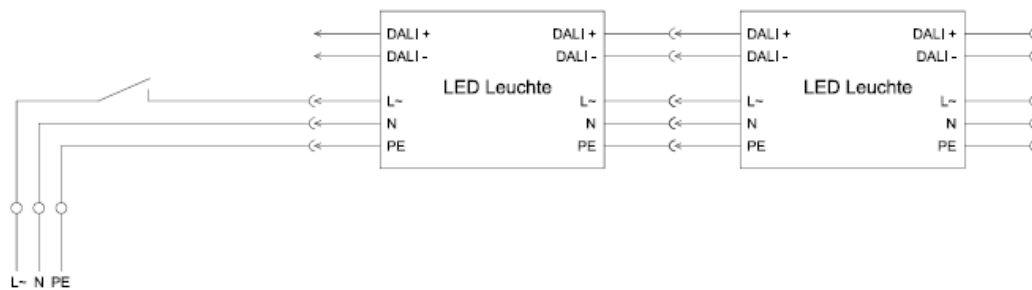 DALI + DALI + DALI + DALI +
DALI - DALI - DALI - DALI -
LED Leuchte LED Leuchte
L~ L~ L~ L~
N N N N
PE PE PE PE
L~ N PE